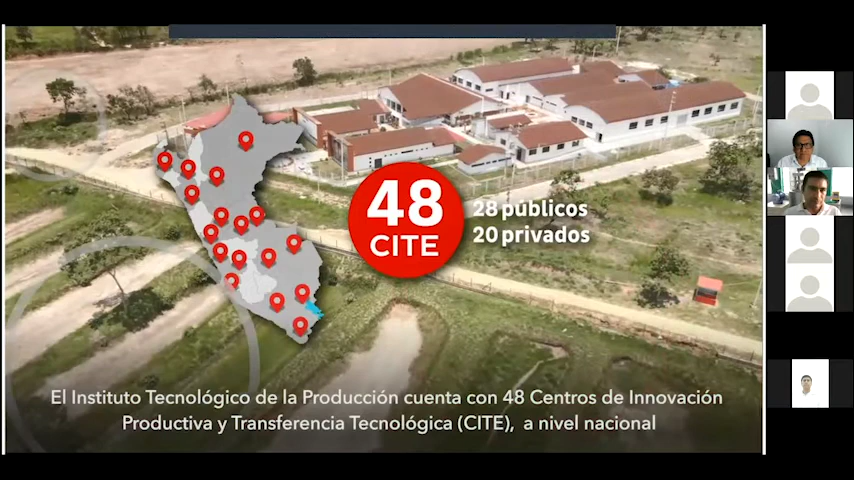 48
CITE
28 públicos
20 privados
El Instituto Tecnológico de la Producción cuenta con 48 Centros de Innovación
Productiva y Transferencia Tecnológica (CITE), a nivel nacional